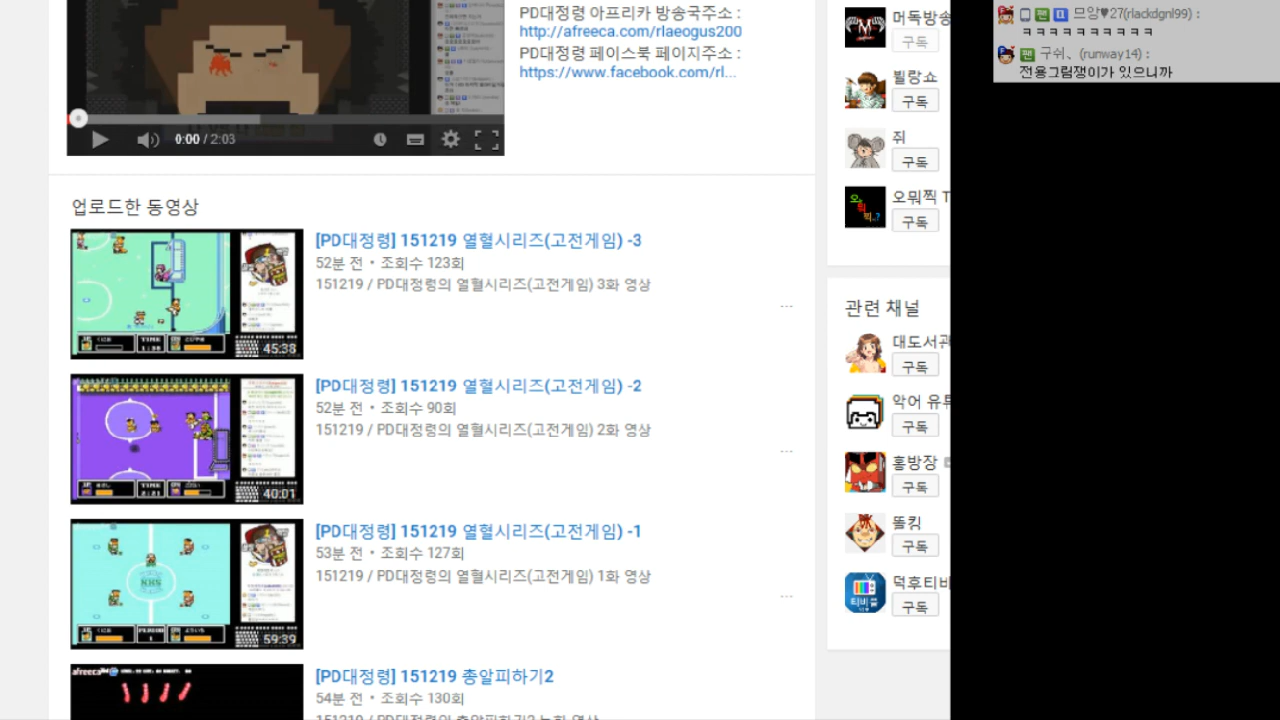 PD대정령 아프리카 방송국주소 :
http://afreeca.com/rlaeogus200
PD대정령 페이스북 페이지주소 :
https://www.facebook.com/rl...
0:00 / 2:03
업로드한 동영상
[PD대정령] 151219 열혈시리즈(고전게임) -3
52분 전 • 조회수 123회
151219 / PD대정령의 열혈시리즈(고전게임) 3화 영상
45:38
[PD대정령] 151219 열혈시리즈(고전게임) -2
52분 전 • 조회수 90회
151219 / PD대정령의 열혈시리즈(고전게임) 2화 영상
40:01
[PD대정령] 151219 열혈시리즈(고전게임) -1
53분 전 • 조회수 127회
151219 / PD대정령의 열혈시리즈(고전게임) 1화 영상
59:39
[PD대정령] 151219 총알피하기2
54분 전 • 조회수 130회
afreeca
머독방송
구독
뷜랑쇼
구독
쥐
구독
오뭐찍 T
구독
관련 채널
대도서관
구독
악어 유투
구독
홍방장
구독
똘킹
구독
덕후티비
구독
모양♥27(rlackdgnl99) :
ㅋㅋㅋㅋㅋㅋㅋㅋㅋㅋ
팬 구쉬、(runway14) :
전용그림쟁이가 있으니까